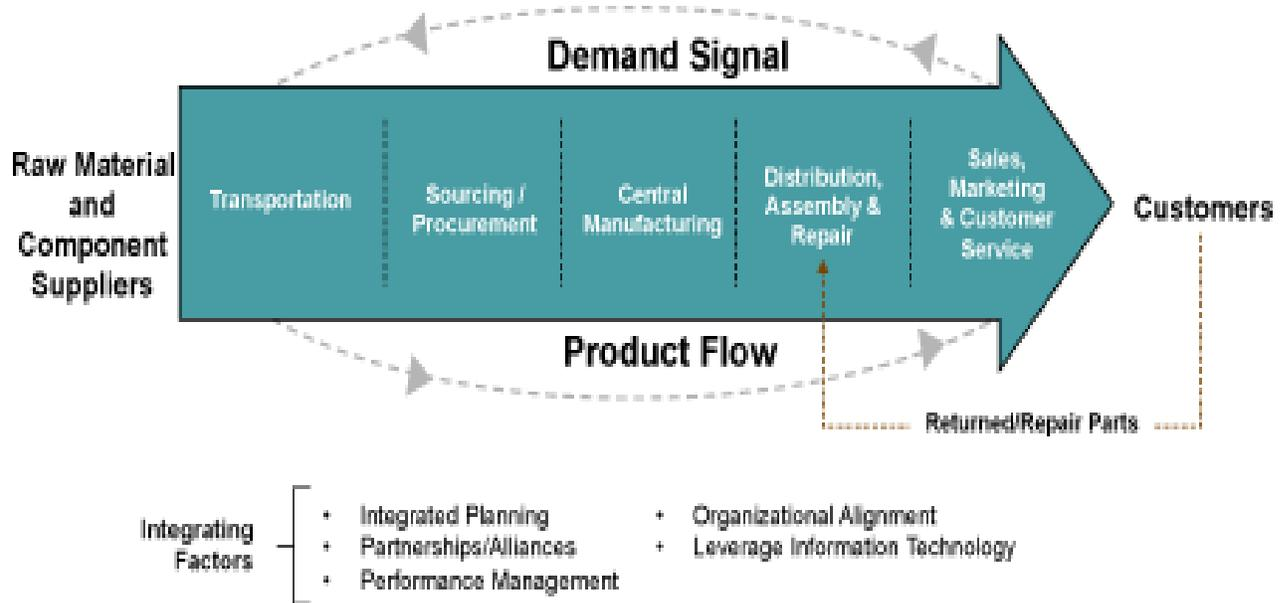 Demand Signal
Raw Material
and
Component
Suppliers
Transportation
Sourcing /
Procurement
Central
Manufacturing
Distribution,
Assembly &
Repair
Sales,
Marketing
& Customer
Service
Customers
Product Flow
Returned/Repair Parts
Integrating
Factors
• Integrated Planning
• Partnerships/Alliances
• Performance Management
• Organizational Alignment
• Leverage Information Technology